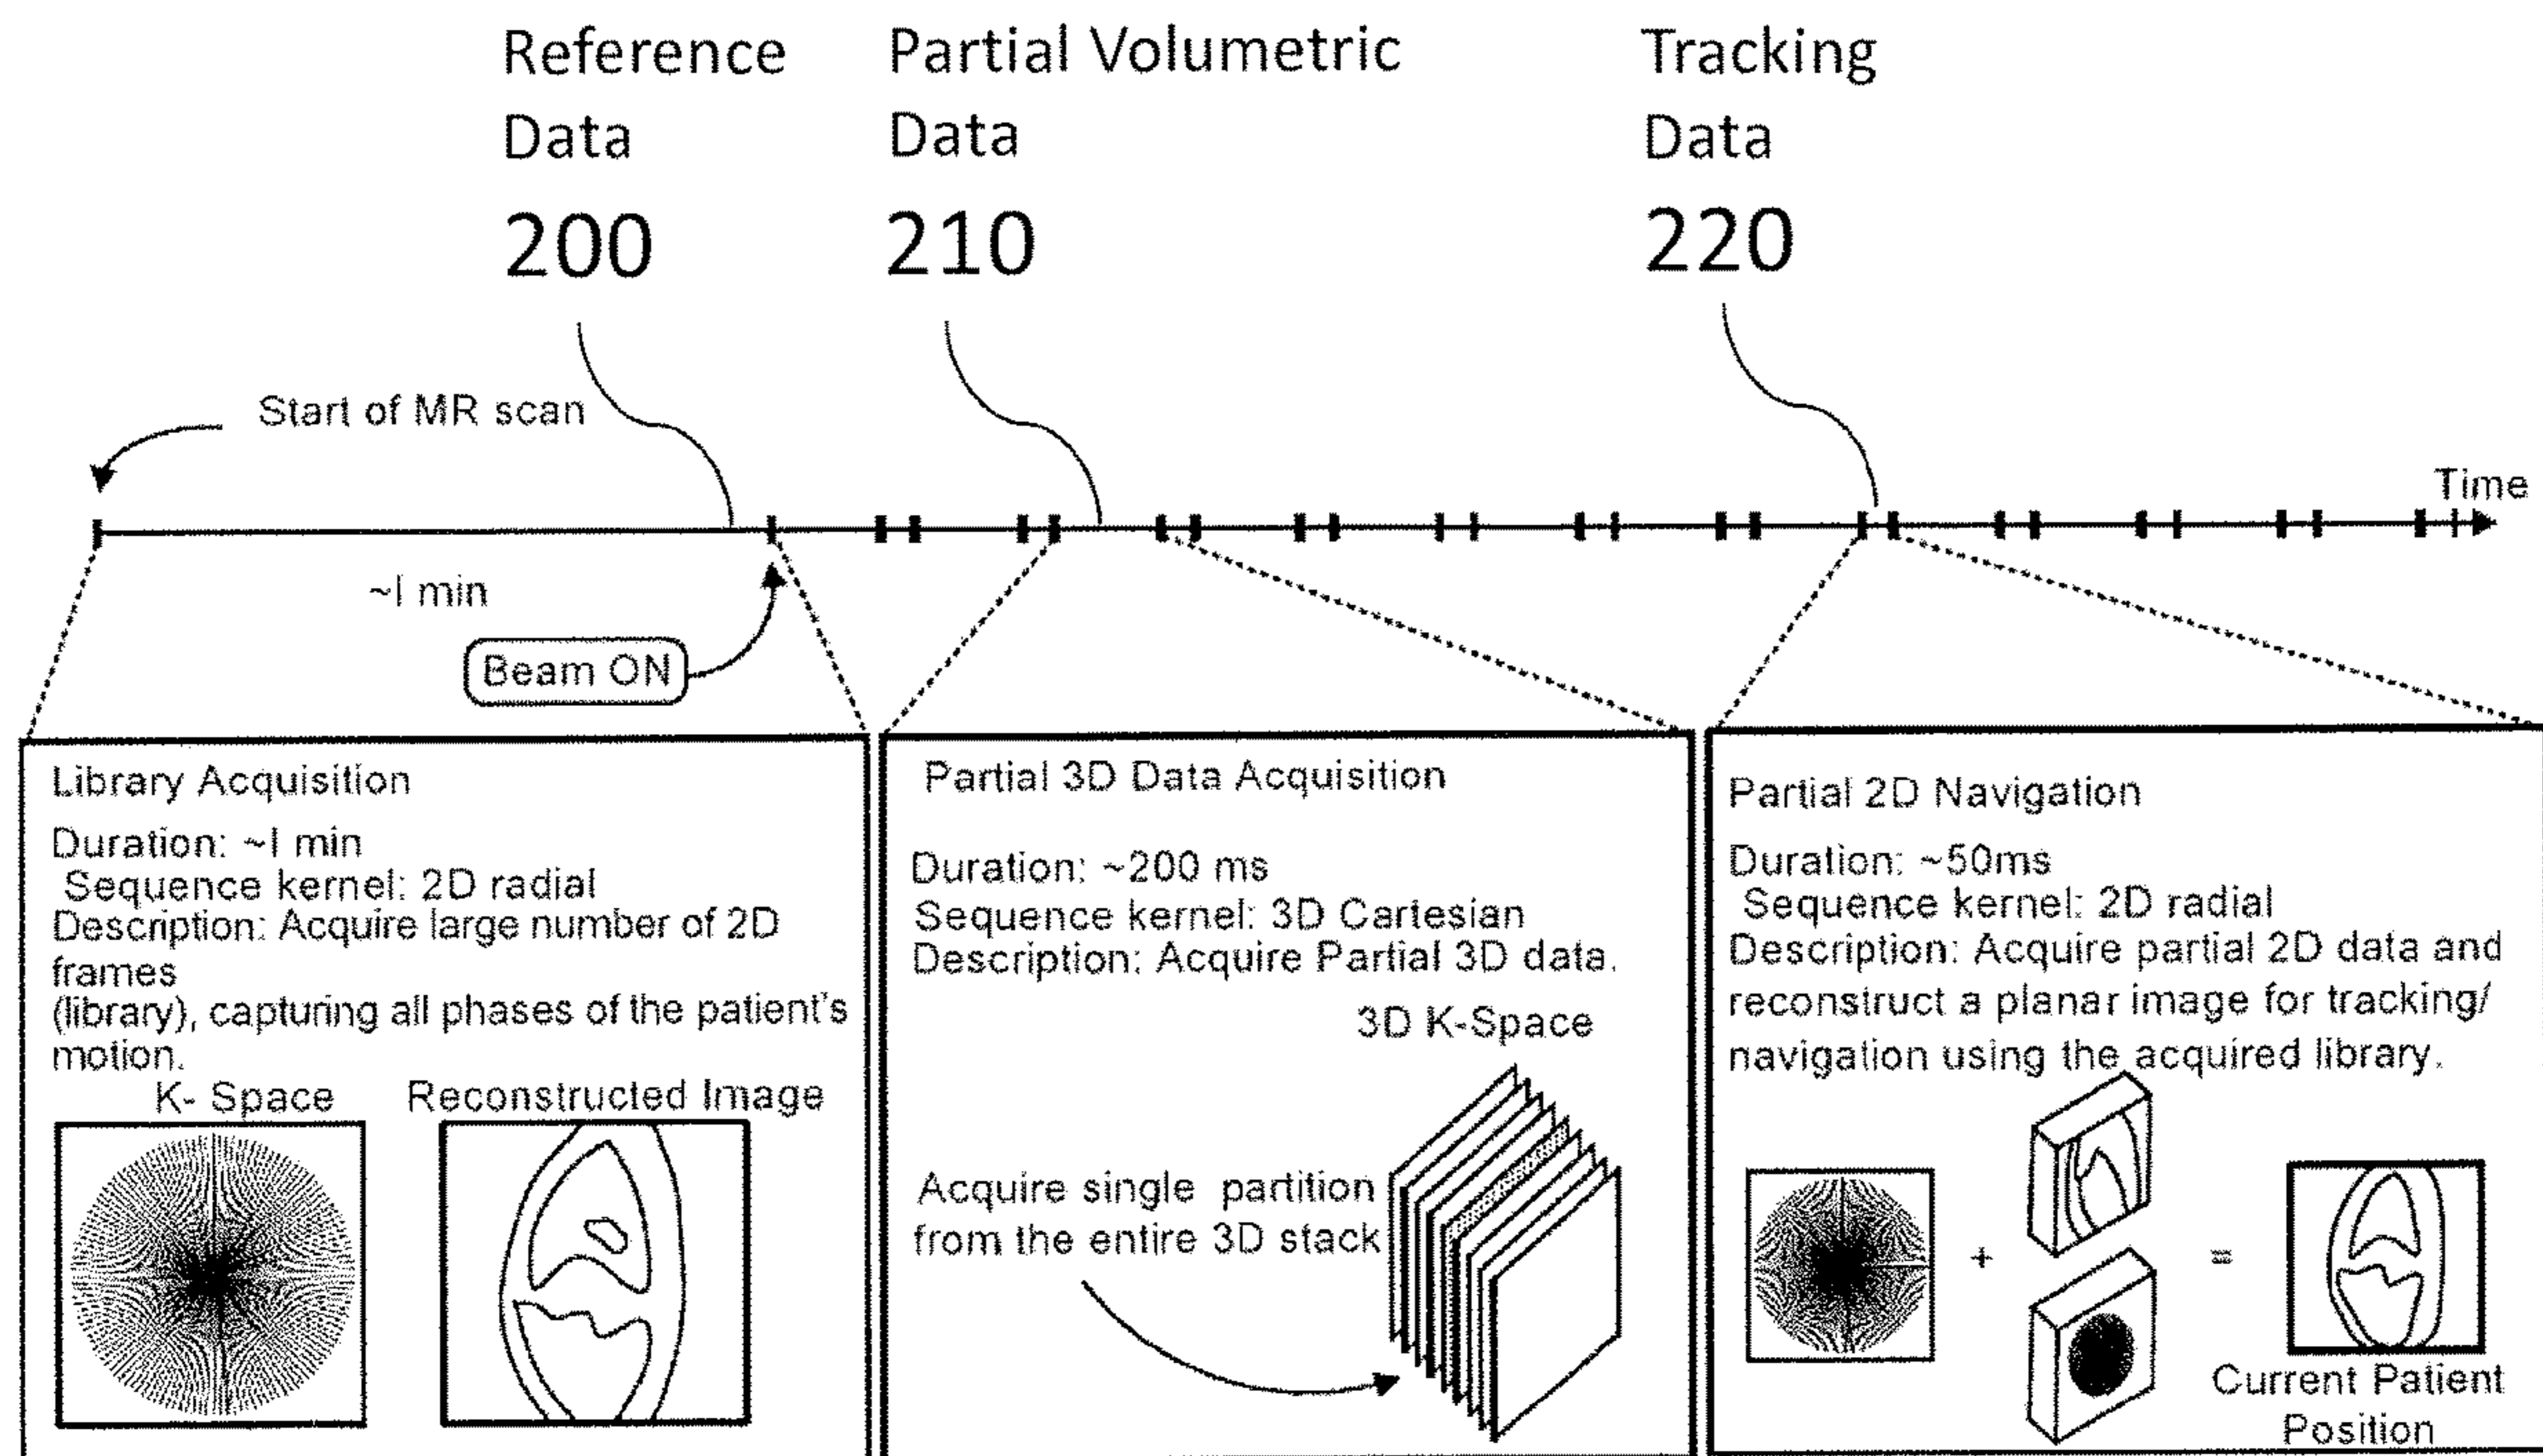 Reference
Data
200
Partial Volumetric
Data
210
Tracking
Data
220
Start of MR scan
Time
~I min
Beam ON
Library Acquisition
Duration: ~I min
Sequence kernel: 2D radial
Description: Acquire large number of 2D
frames
(library), capturing all phases of the patient's
motion.
K- Space
Reconstructed Image
Partial 3D Data Acquisition
Duration: ~200 ms
Sequence kernel: 3D Cartesian
Description: Acquire Partial 3D data.
3D K-Space
Acquire single partition
from the entire 3D stack
Partial 2D Navigation
Duration: ~50ms
Sequence kernel: 2D radial
Description: Acquire partial 2D data and
reconstruct a planar image for tracking/
navigation using the acquired library.
+
=
Current Patient
Position